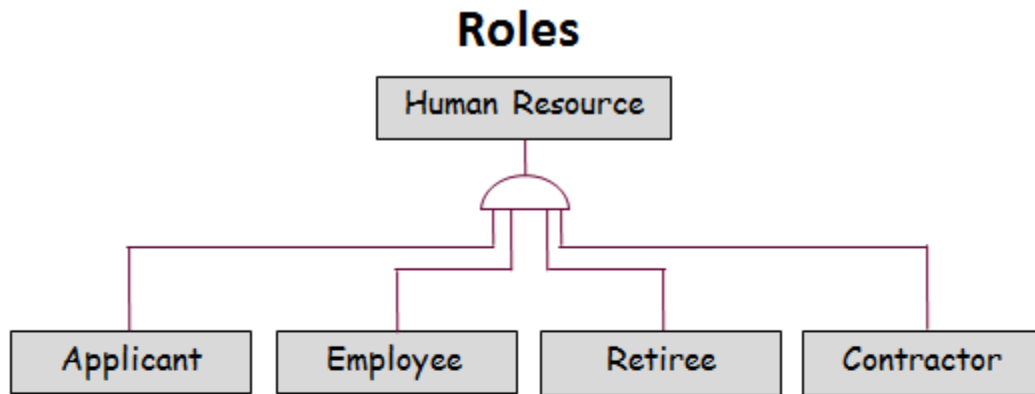 Roles
Human Resource
Applicant
Employee
Retiree
Contractor